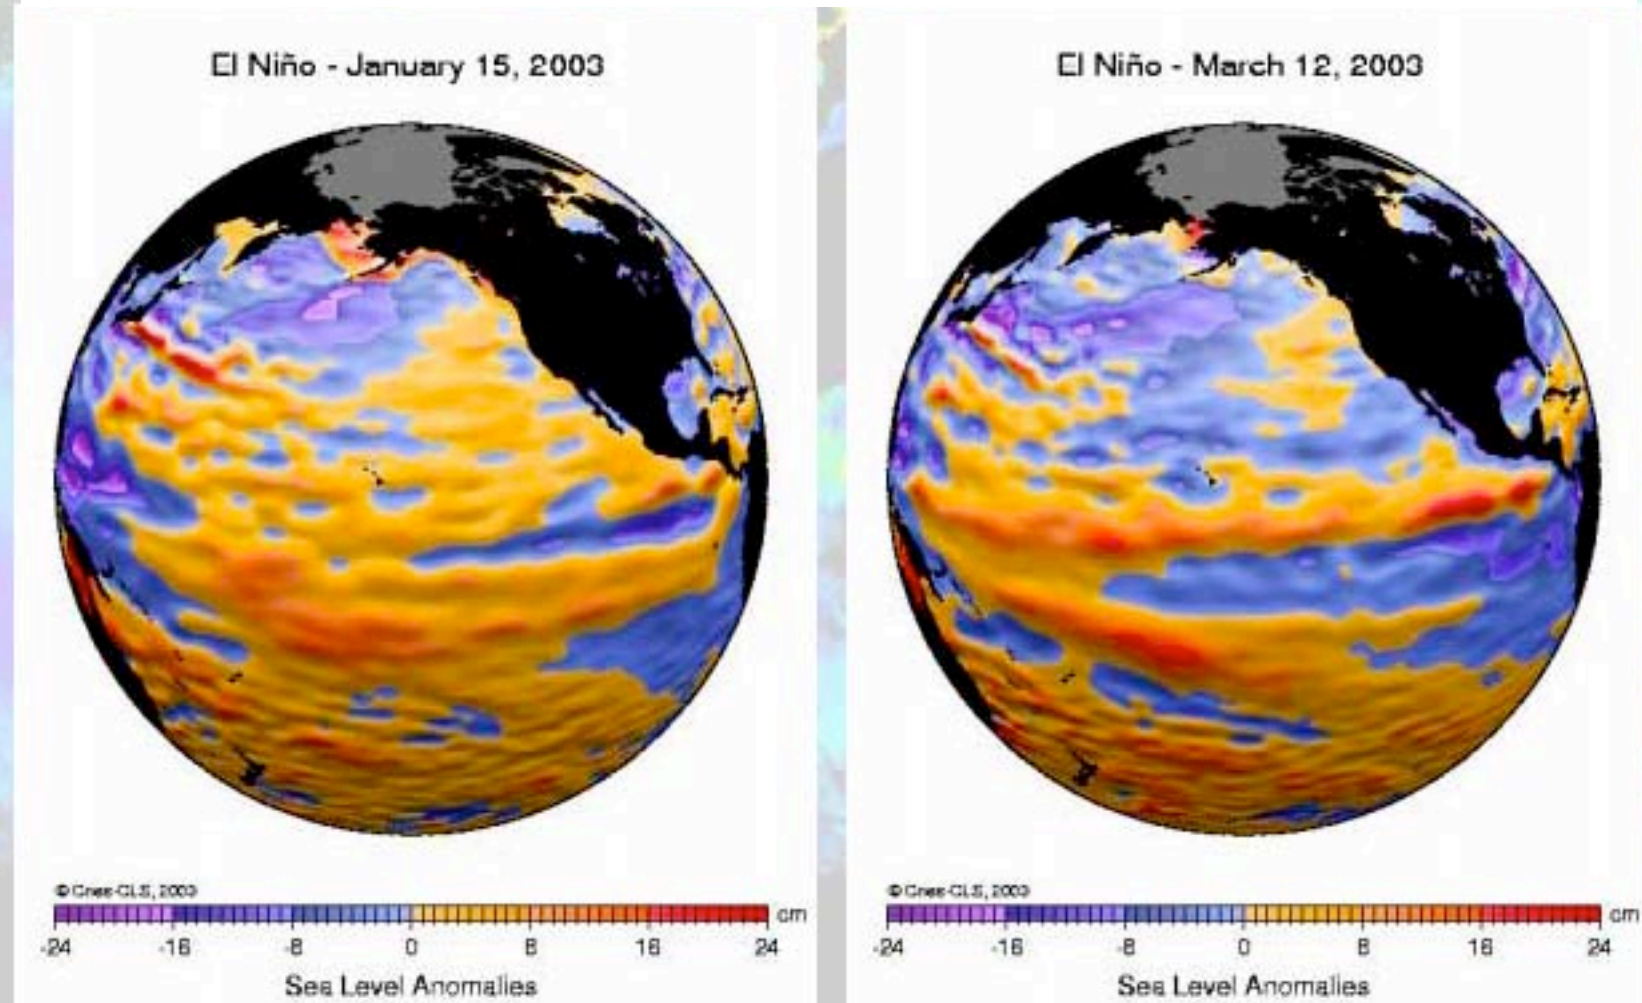 El Niño - January 15, 2003
© Cnes-CLS, 2003
cm
-24 -16 -8 0 8 16 24
Sea Level Anomalies
El Niño - March 12, 2003
© Cnes-CLS, 2003
cm
-24 -16 -8 0 8 16 24
Sea Level Anomalies